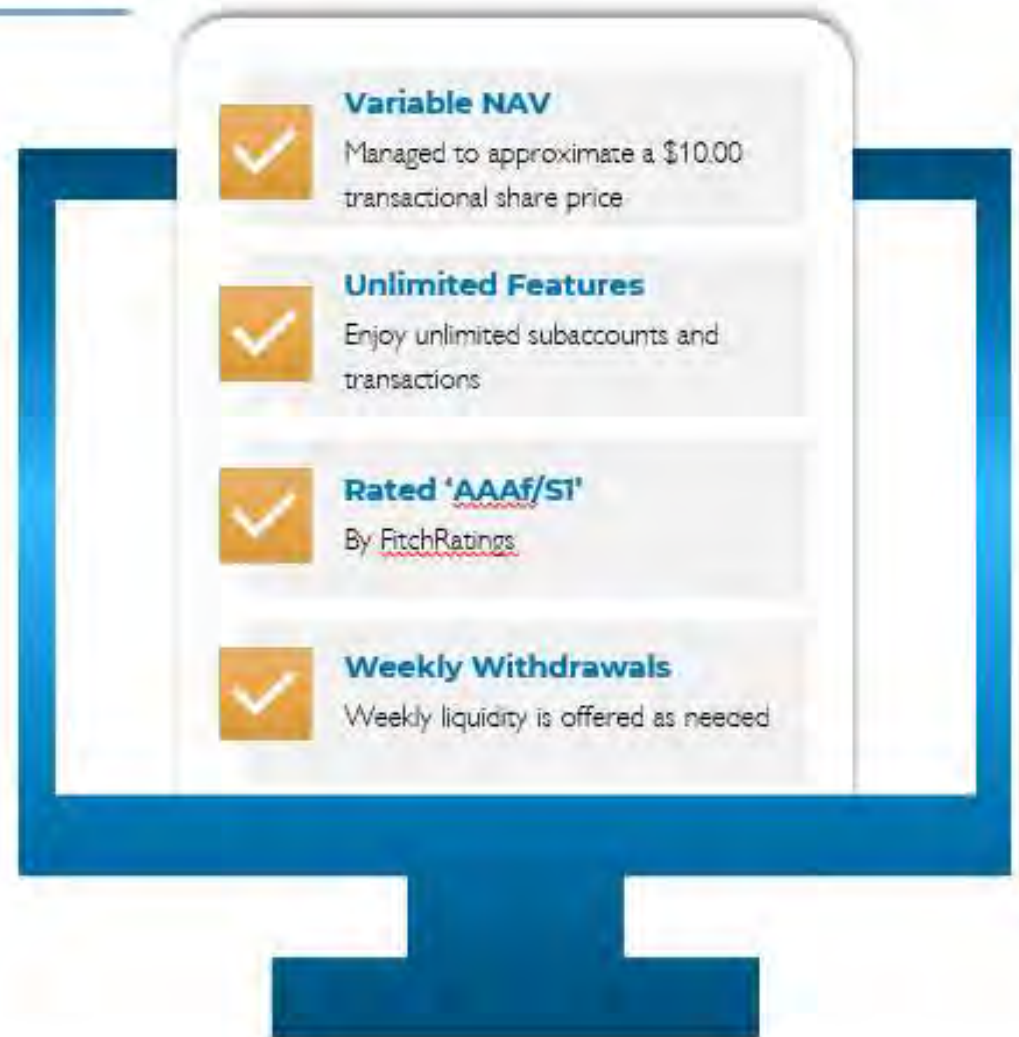 Variable NAV
Managed to approximate a $10.00
transactional share price
Unlimited Features
Enjoy unlimited subaccounts and
transactions
Rated ‘AAAf/S1’
By FitchRatings
Weekly Withdrawals
Weekly liquidity is offered as needed